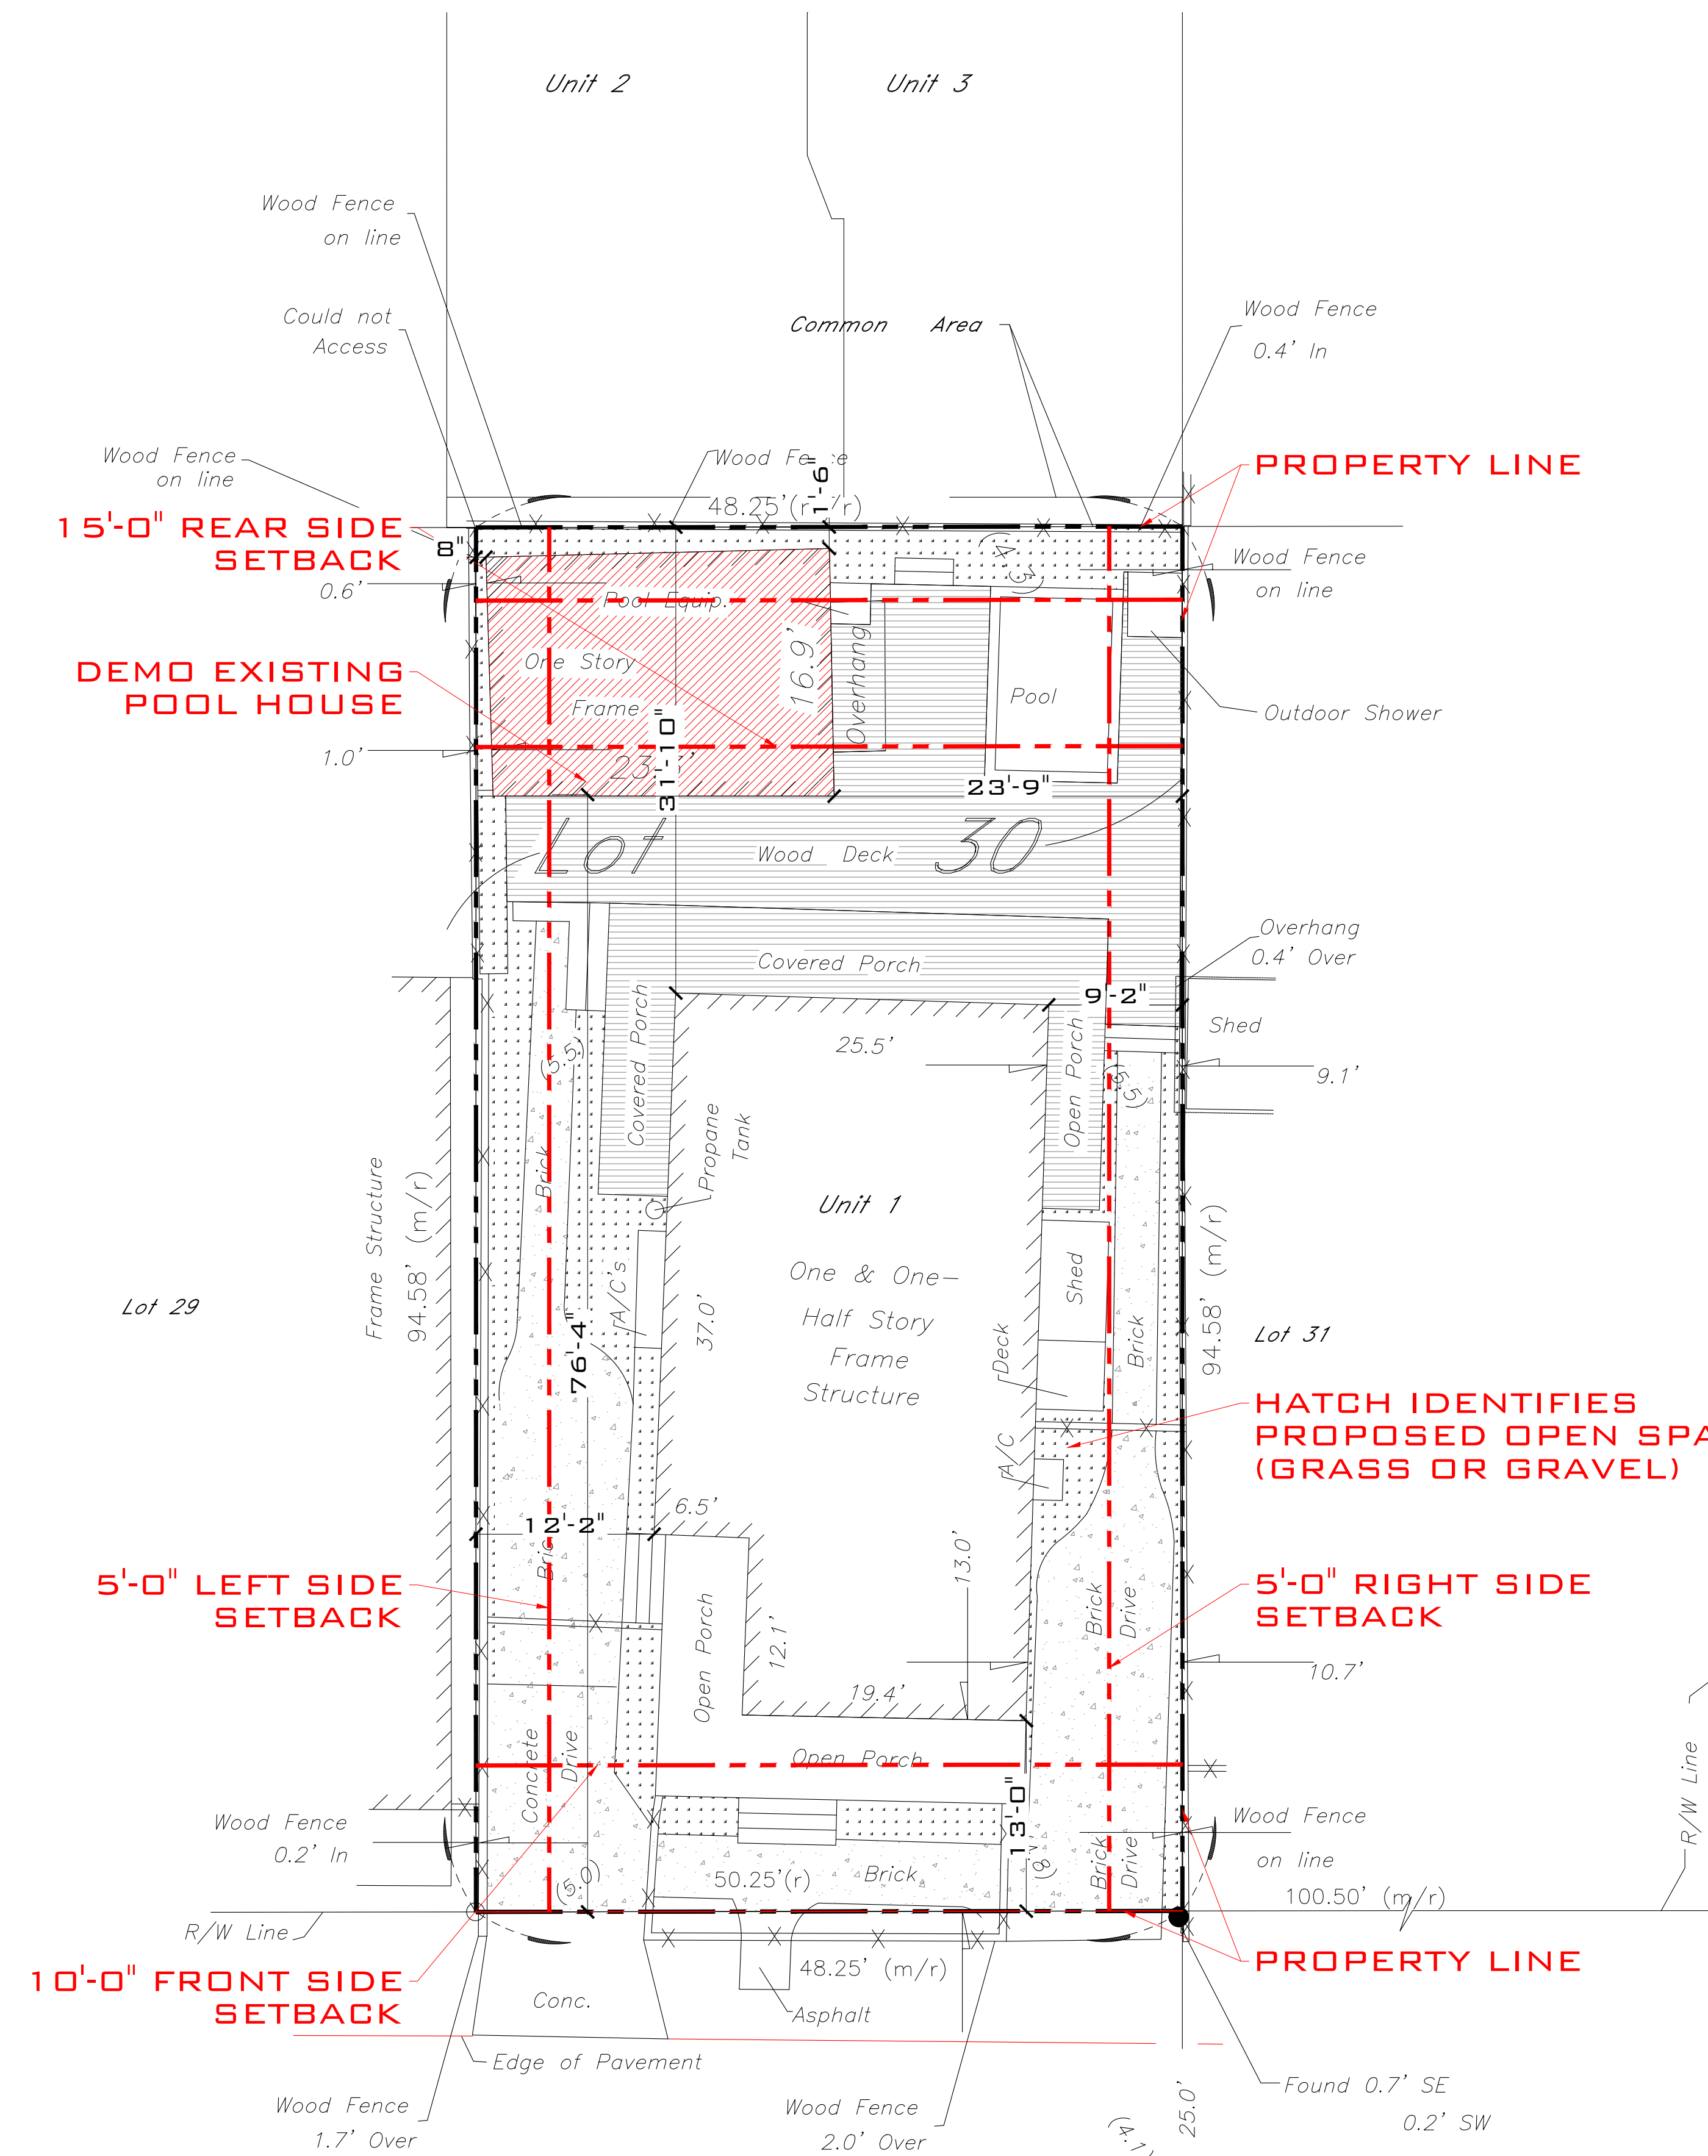 Unit 2
Unit 3
Wood Fence
on line
Could not
Access
Common Area
Wood Fence
0.4' In
Wood Fence
on line
Wood Fe
1'-6"
48.25'(r
/r)
PROPERTY LINE
15'-0" REAR SIDE
SETBACK
8"
0.6'
(4.3)
Wood Fence
on line
Pool Equip.
One Story
Frame
16.9'
Overhang
Pool
Outdoor Shower
DEMO EXISTING
POOL HOUSE
1.0'
31'-10"
23'-9"
Lot 30
Wood Deck
Overhang
0.4' Over
Covered Porch
9'-2"
Shed
Covered Porch
25.5'
Open Porch
(5.5)
(5.5)
9.1'
Propane
Tank
Brick
Frame Structure
94.58' (m/r)
Unit 1
94.58' (m/r)
Lot 29
A/C's
37.0'
76'-4"
One & One-
Half Story
Frame
Structure
Shed
Deck
Brick
Lot 31
HATCH IDENTIFIES
PROPOSED OPEN SPA
(GRASS OR GRAVEL)
A/C
6.5'
12'-2"
13.0'
5'-0" LEFT SIDE
SETBACK
5'-0" RIGHT SIDE
SETBACK
Open Porch
12.1'
Brick
Drive
10.7'
19.4'
R/W Line
Concrete
Drive
Open Porch
13'-0"
Wood Fence
0.2' In
Wood Fence
on line
Brick
Drive
(5.0)
50.25'(r)
Brick
100.50' (m/r)
R/W Line
10'-0" FRONT SIDE
SETBACK
PROPERTY LINE
48.25' (m/r)
Conc.
Asphalt
Edge of Pavement
Wood Fence
1.7' Over
Wood Fence
2.0' Over
25.0'
Found 0.7' SE
0.2' SW